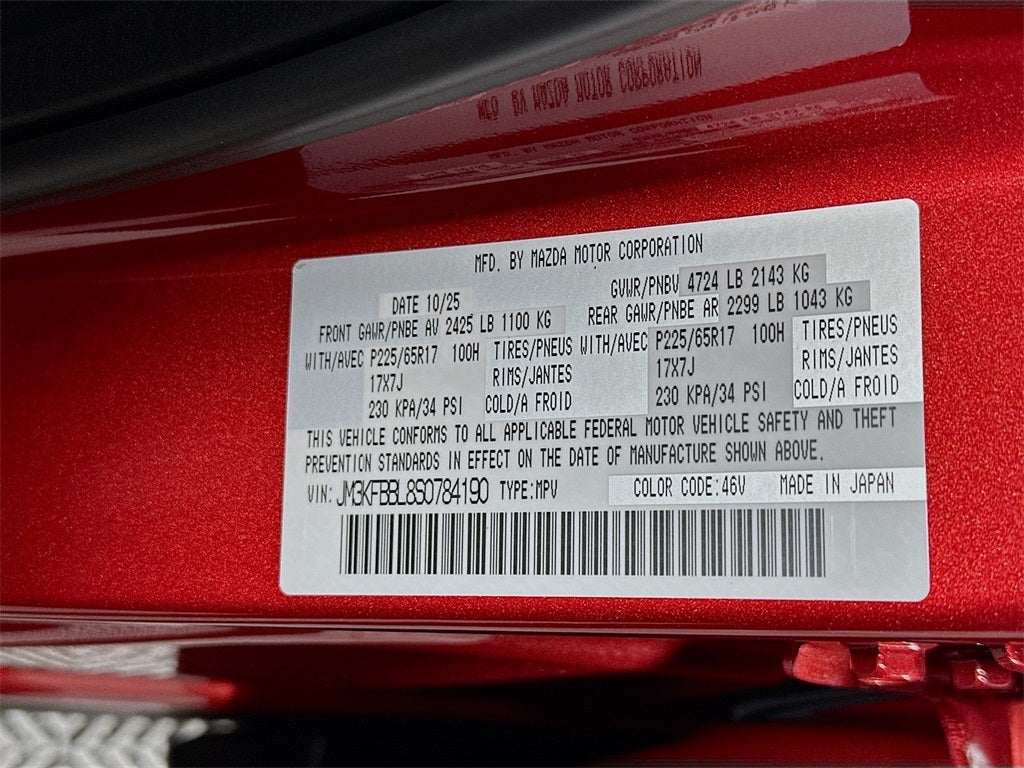 MFD. BY MAZDA MOTOR CORPORATION
DATE 10/25 GVWR/PNBV 4724 LB 2143 KG
FRONT GAWR/PNBE AV 2425 LB 1100 KG REAR GAWR/PNBE AR 2299 LB 1043 KG
WITH/AVEC P225/65R17 100H TIRES/PNEUS WITH/AVEC P225/65R17 100H TIRES/PNEUS
17X7J RIMS/JANTES 17X7J RIMS/JANTES
230 KPA/34 PSI COLD/A FROID 230 KPA/34 PSI COLD/A FROID
THIS VEHICLE CONFORMS TO ALL APPLICABLE FEDERAL MOTOR VEHICLE SAFETY AND THEFT
PREVENTION STANDARDS IN EFFECT ON THE DATE OF MANUFACTURE SHOWN ABOVE.
VIN: JM3KFBBL8S0784190 TYPE:MPV COLOR CODE:46V MADE IN JAPAN